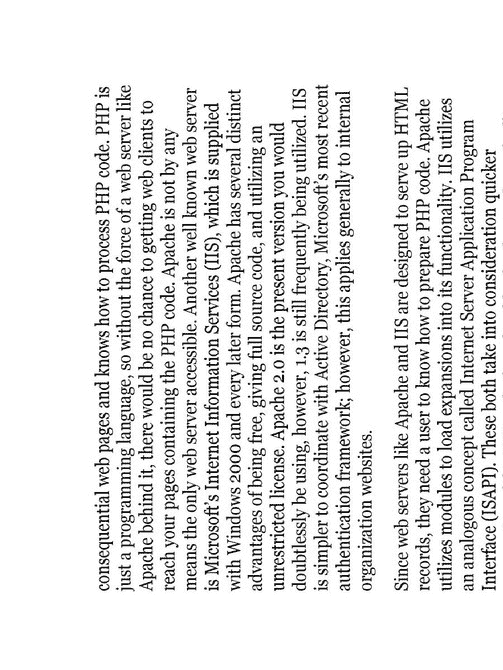 consequential web pages and knows how to process PHP code. PHP is
just a programming language, so without the force of a web server like
Apache behind it, there would be no chance to getting web clients to
reach your pages containing the PHP code. Apache is not by any
means the only web server accessible. Another well known web server
is Microsoft's Internet Information Services (IIS), which is supplied
with Windows 2000 and every later form. Apache has several distinct
advantages of being free, giving full source code, and utilizing an
unrestricted license. Apache 2.0 is the present version you would
doubtlessly be using, however, 1.3 is still frequently being utilized. IIS
is simpler to coordinate with Active Directory, Microsoft's most recent
authentication framework; however, this applies generally to internal
organization websites.
Since web servers like Apache and IIS are designed to serve up HTML
records, they need a user to know how to prepare PHP code. Apache
utilizes modules to load expansions into its functionality. IIS utilizes
an analogous concept called Internet Server Application Program
Interface (ISAPI). These both take into consideration quicker